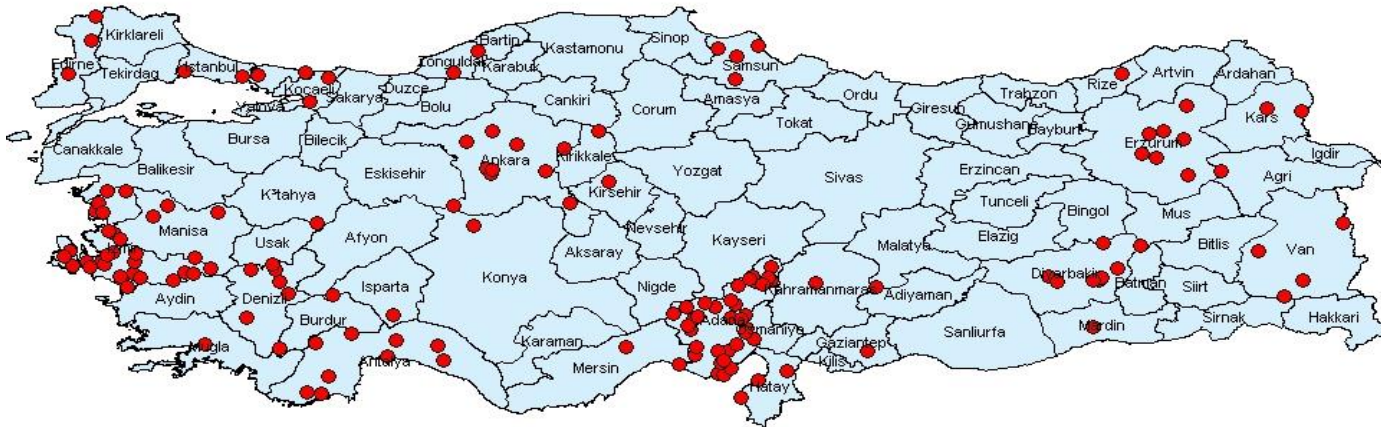 Kirklareli
Edirne
Tekirdag
Istanbul
Kocaeli
Yalova
Sakarya
Duzce
Zonguldak
Bartin
Karabuk
Kastamonu
Sinop
Samsun
Bolu
Cankiri
Corum
Amasya
Ordu
Tokat
Giresun
Gumushane
Trabzon
Bayburt
Rize
Artvin
Ardahan
Kars
Erzurum
Igdir
Agri
Canakkale
Balikesir
Bursa
Bilecik
Eskisehir
Ankara
Kirikkale
Kirsehir
Yozgat
Sivas
Erzincan
Tunceli
Bingol
Mus
K*tahya
Manisa
Usak
Afyon
Konya
Aksaray
Nevsehir
Kayseri
Malatya
Elazig
Bitlis
Van
Aydin
Denizli
Isparta
Burdur
Mugla
Antalya
Nigde
Karaman
Mersin
Adana
Osmaniye
Kahramanmaras
Adiyaman
Gaziantep
Kilis
Hatay
Sanliurfa
Diyarbakir
Batman
Siirt
Mardin
Sirnak
Hakkari